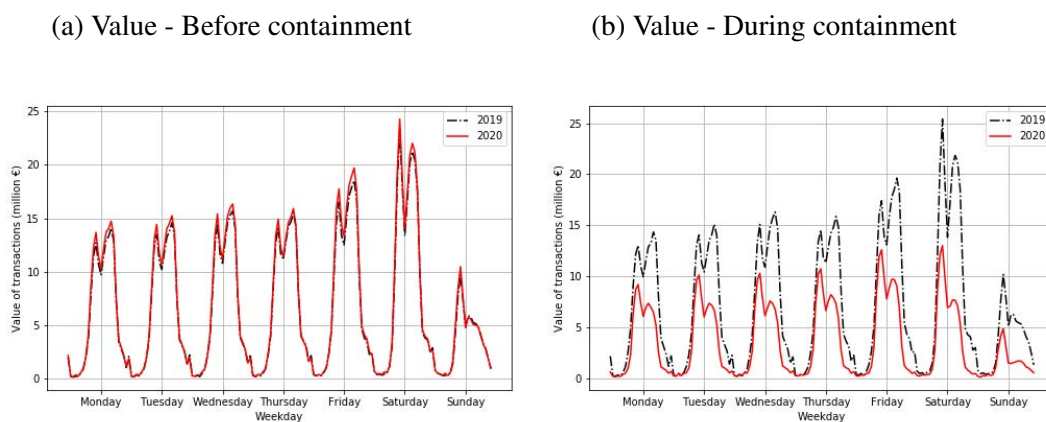 (a) Value - Before containment
(b) Value - During containment
25
20
15
10
5
0
Value of transactions (million €)
2019
2020
Monday Tuesday Wednesday Thursday Friday Saturday Sunday
Weekday
25
20
15
10
5
0
Value of transactions (million €)
2019
2020
Monday Tuesday Wednesday Thursday Friday Saturday Sunday
Weekday